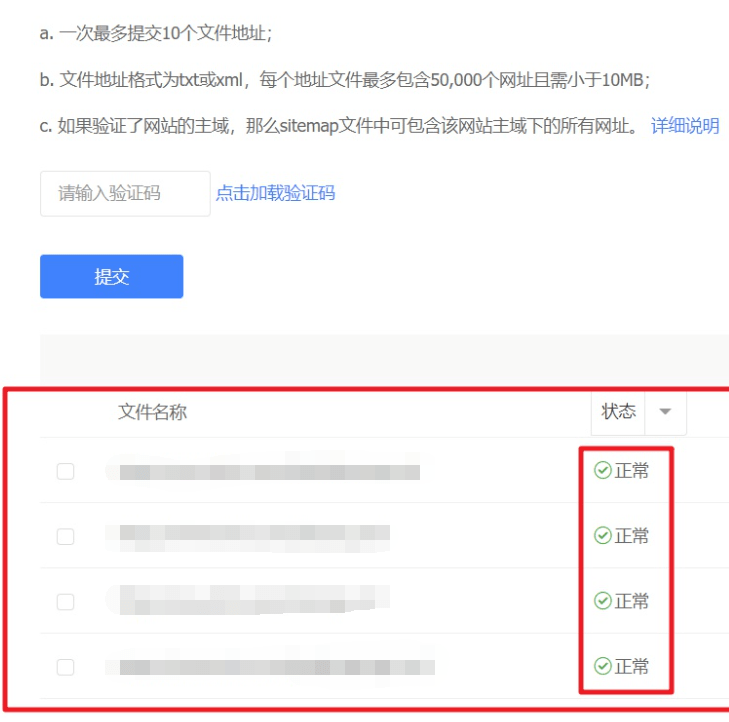 a. 一次最多提交10个文件地址；
b. 文件地址格式为txt或xml，每个地址文件最多包含50,000个网址且需小于10MB；
c. 如果验证了网站的主域，那么sitemap文件中可包含该网站主域下的所有网址。 详细说明
请输入验证码 点击加载验证码
提交
文件名称 状态
正常
正常
正常
正常